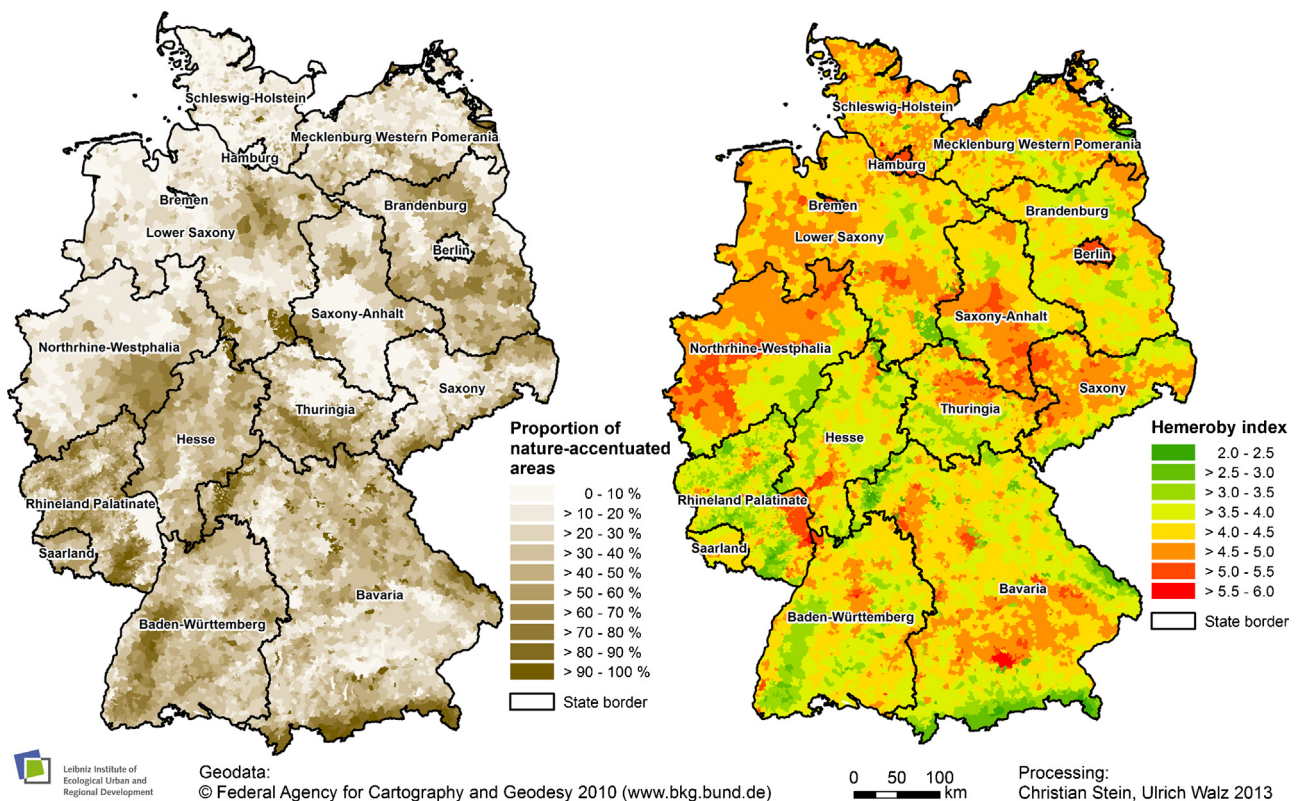 Schleswig-Holstein
Mecklenburg Western Pomerania
Hamburg
Bremen
Lower Saxony
Brandenburg
Berlin
Saxony-Anhalt
Northrhine-Westphalia
Saxony
Thuringia
Hesse
Rhineland Palatinate
Saarland
Bavaria
Baden-Württemberg
Proportion of
nature-accentuated
areas
0 - 10 %
> 10 - 20 %
> 20 - 30 %
> 30 - 40 %
> 40 - 50 %
> 50 - 60 %
> 60 - 70 %
> 70 - 80 %
> 80 - 90 %
> 90 - 100 %
State border
Schleswig-Holstein
Mecklenburg Western Pomerania
Hamburg
Bremen
Lower Saxony
Brandenburg
Berlin
Saxony-Anhalt
Northrhine-Westphalia
Saxony
Thuringia
Hesse
Rhineland Palatinate
Saarland
Bavaria
Baden-Württemberg
Hemeroby index
2.0 - 2.5
> 2.5 - 3.0
> 3.0 - 3.5
> 3.5 - 4.0
> 4.0 - 4.5
> 4.5 - 5.0
> 5.0 - 5.5
> 5.5 - 6.0
State border
Leibniz Institute of
Ecological Urban and
Regional Development
Geodata:
© Federal Agency for Cartography and Geodesy 2010 (www.bkg.bund.de)
0 50 100
km
Processing:
Christian Stein, Ulrich Walz 2013